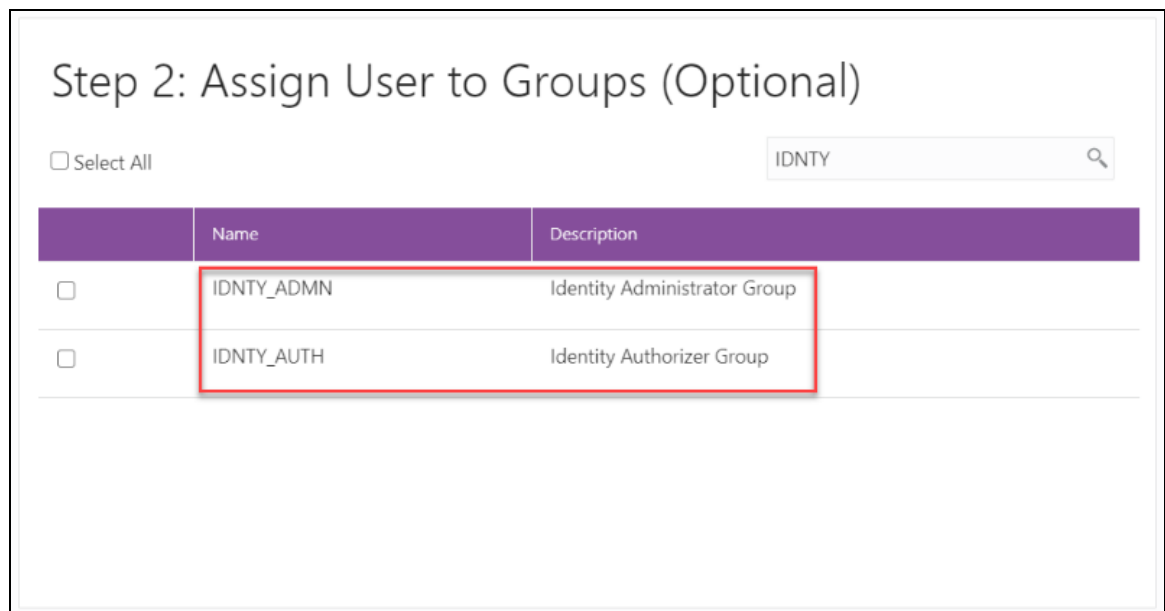 Step 2: Assign User to Groups (Optional)
Select All
IDNTY
Name Description
IDNTY_ADMN Identity Administrator Group
IDNTY_AUTH Identity Authorizer Group